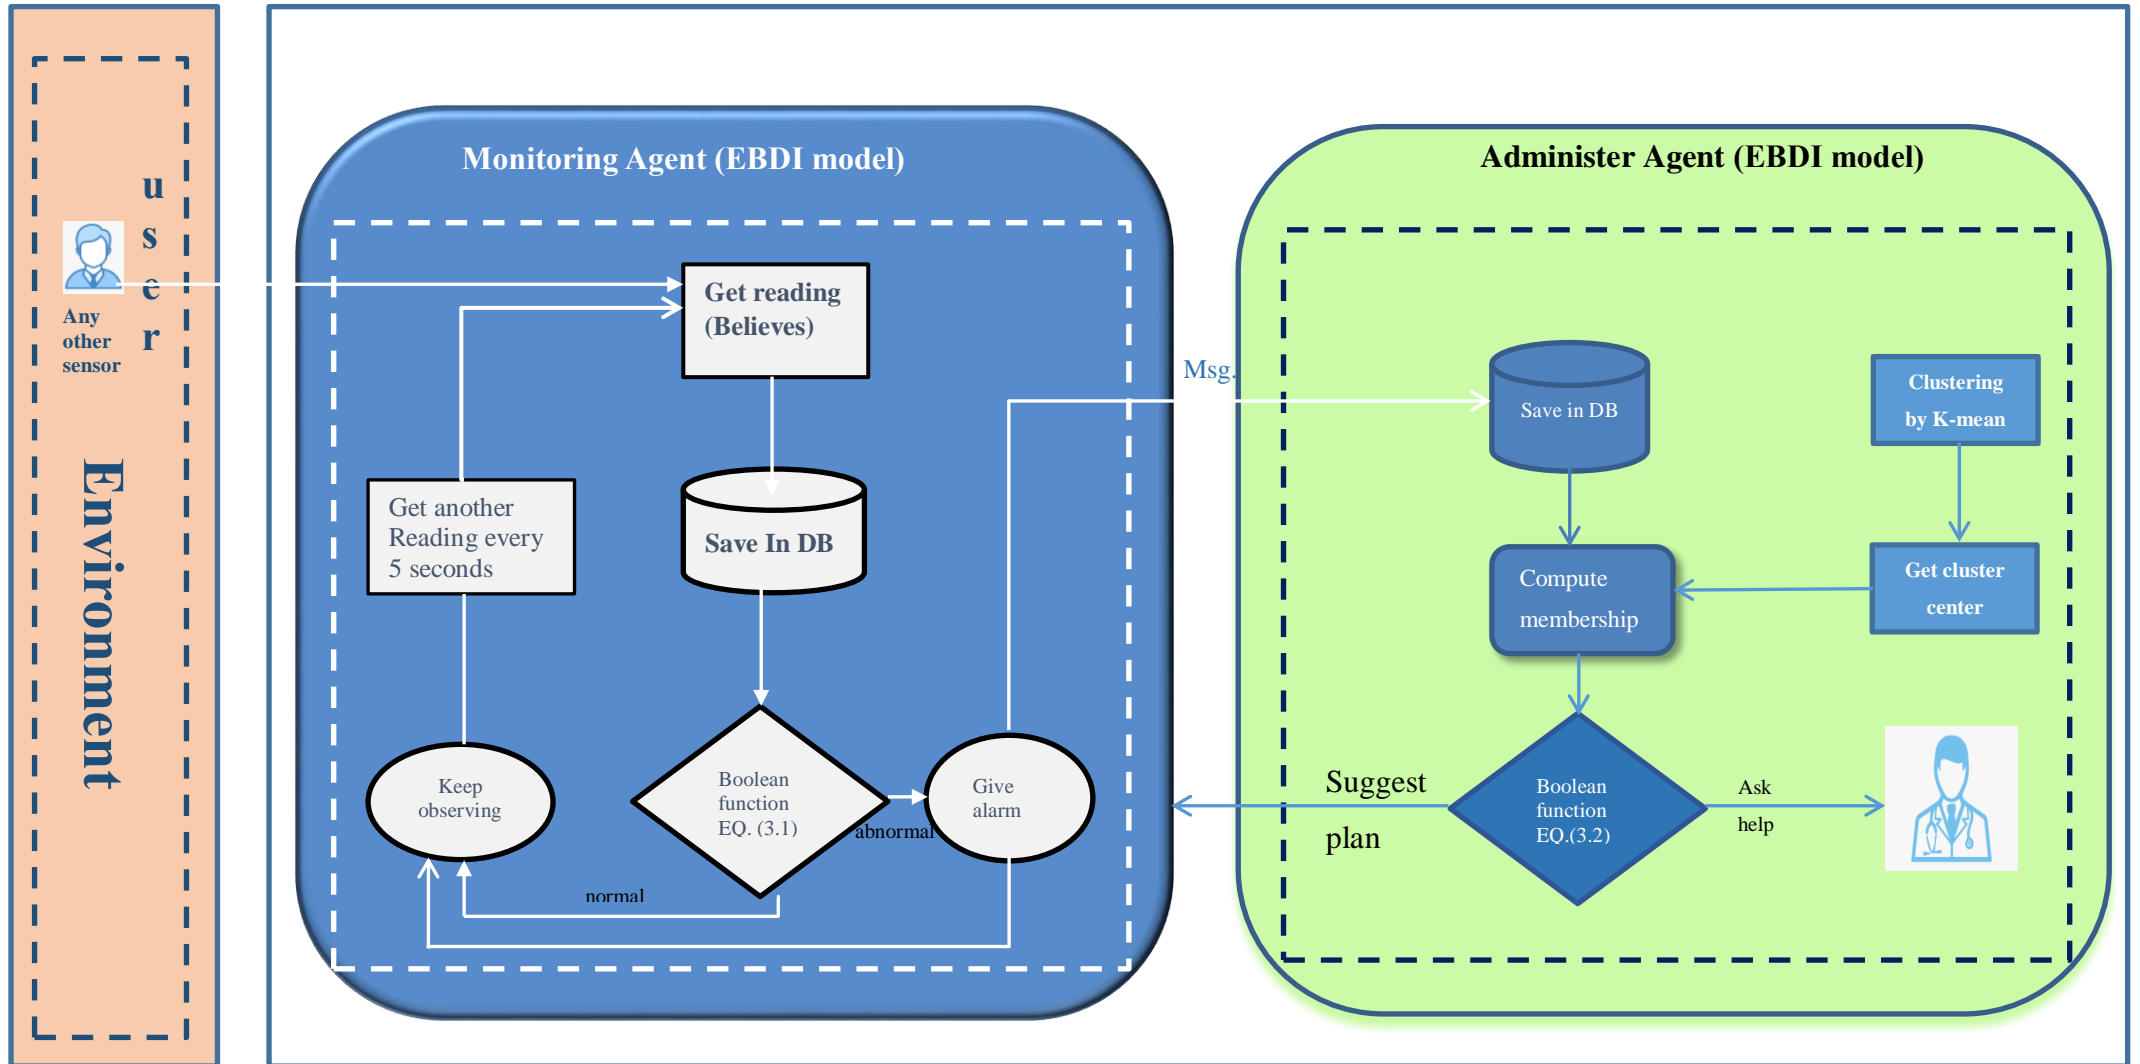 user
Any
other
sensor
Environment
Monitoring Agent (EBDI model)
Get reading
(Believes)
Get another
Reading every
5 seconds
Save In DB
Keep
observing
Boolean
function
EQ. (3.1)
abnormal
Give
alarm
normal
Msg.
Administer Agent (EBDI model)
Save in DB
Clustering
by K-mean
Compute
membership
Get cluster
center
Suggest
plan
Boolean
function
EQ.(3.2)
Ask
help